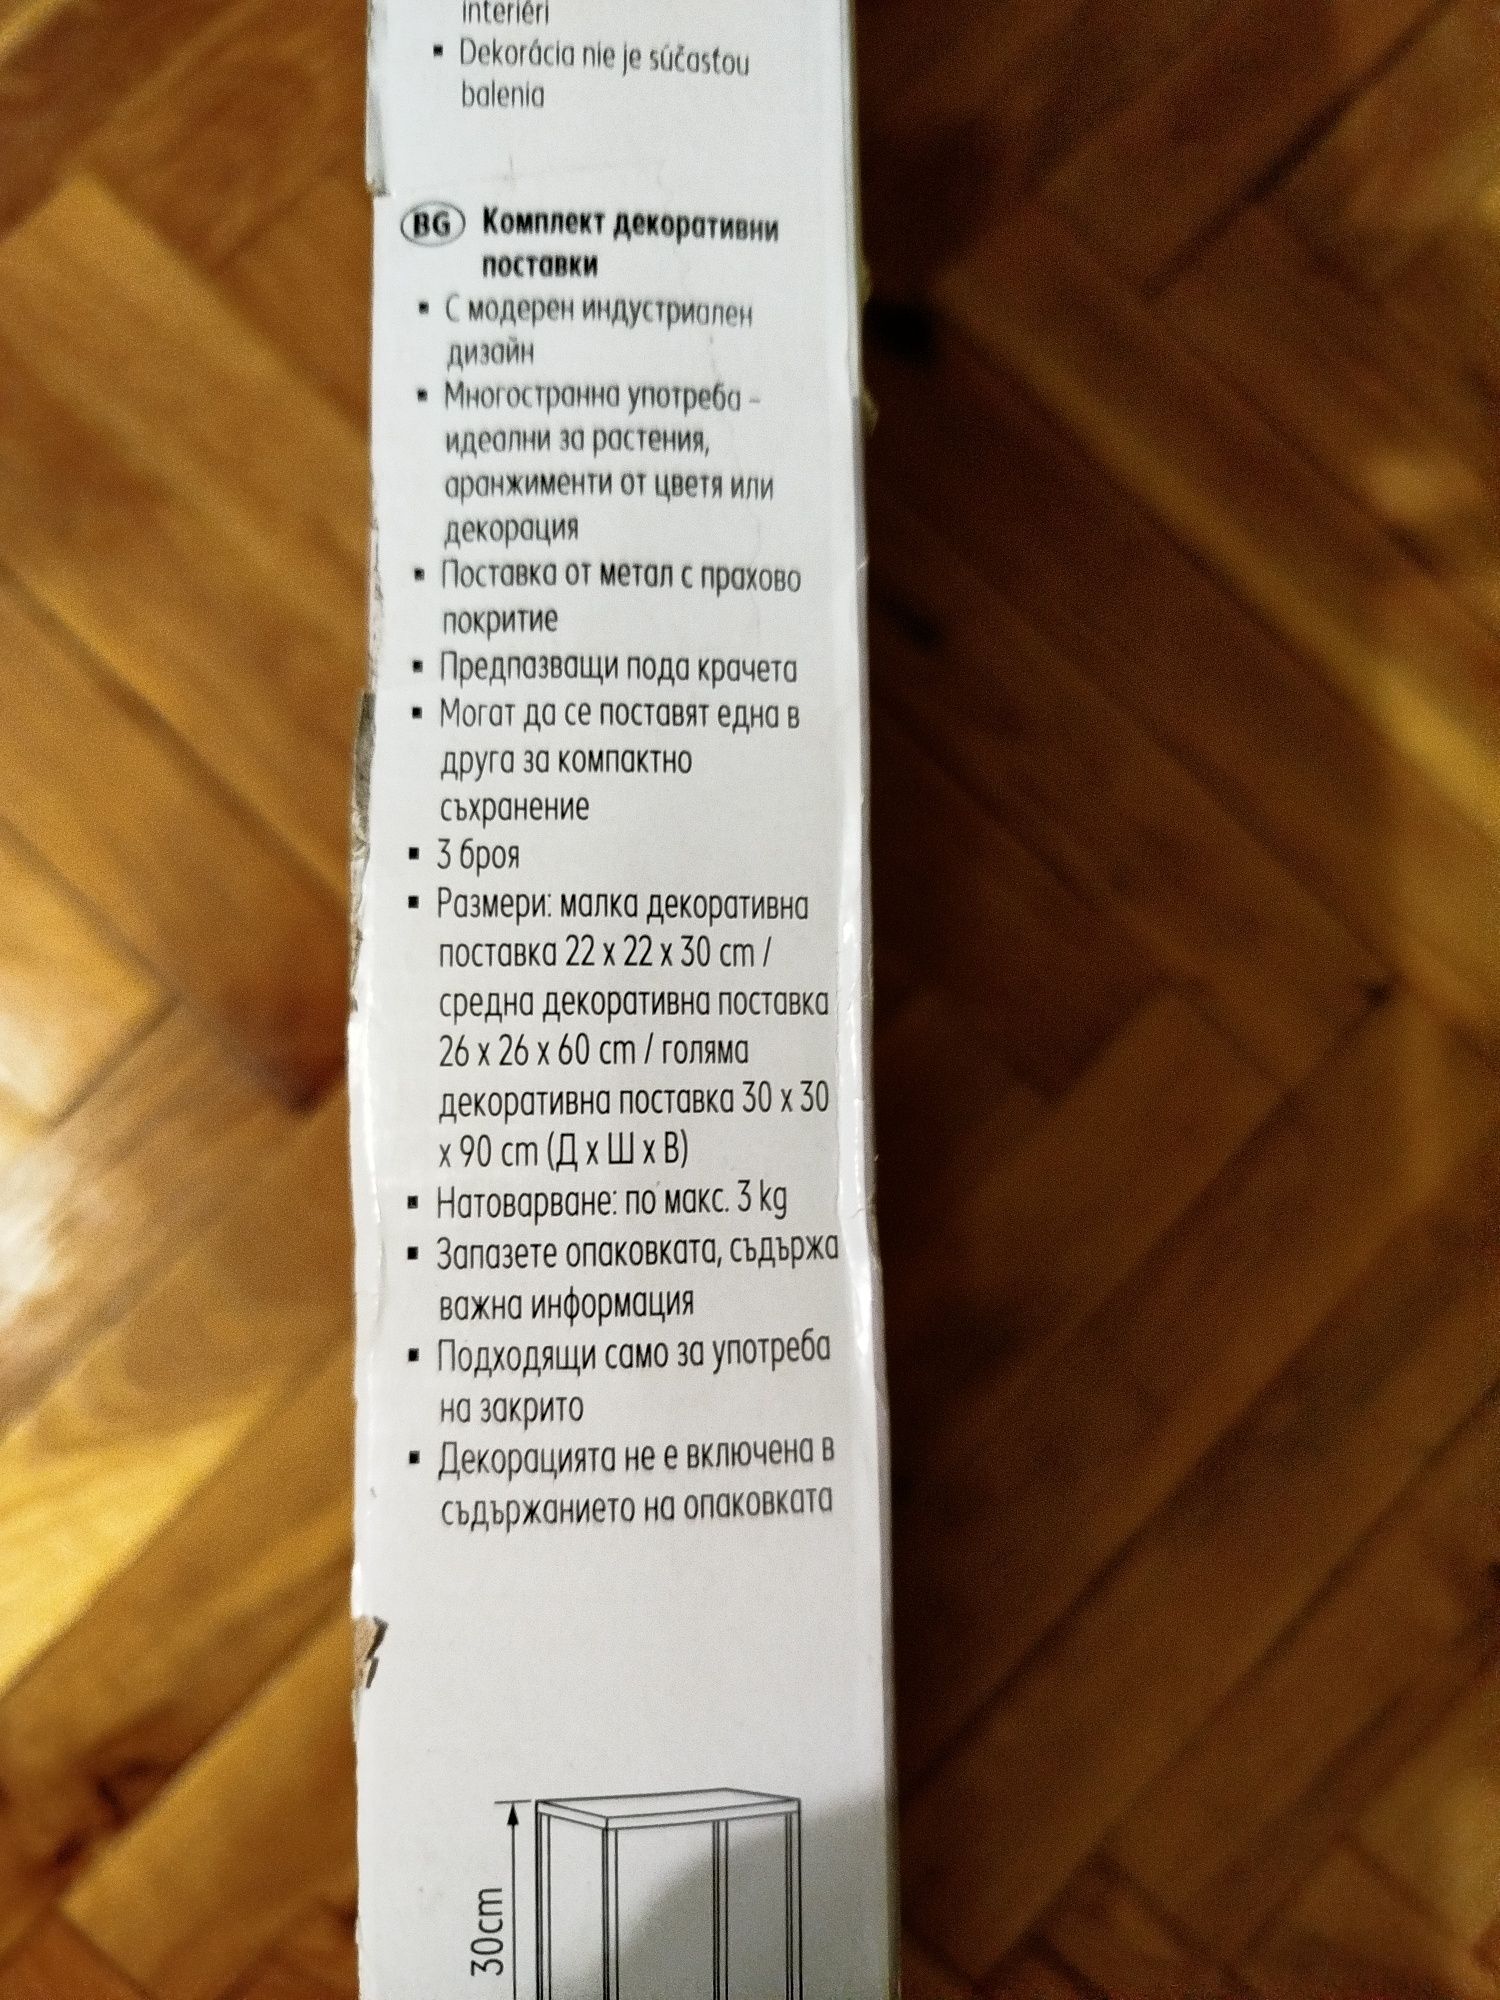 interiéri
▪ Dekorácia nie je súčasťou
balenia
BG Комплект декоративни
поставки
▪ С модерен индустриален
дизайн
▪ Многостранна употреба –
идеални за растения,
аранжименти от цветя или
декорация
▪ Поставка от метал с прахово
покритие
▪ Предпазващи пода крачета
▪ Могат да се поставят една в
друга за компактно
съхранение
▪ 3 броя
▪ Размери: малка декоративна
поставка 22 x 22 x 30 cm /
средна декоративна поставка
26 x 26 x 60 cm / голяма
декоративна поставка 30 x 30
x 90 cm (Д x Ш x В)
▪ Натоварване: по макс. 3 kg
▪ Запазете опаковката, съдържа
важна информация
▪ Подходящи само за употреба
на закрито
▪ Декорацията не е включена в
съдържанието на опаковката
30cm